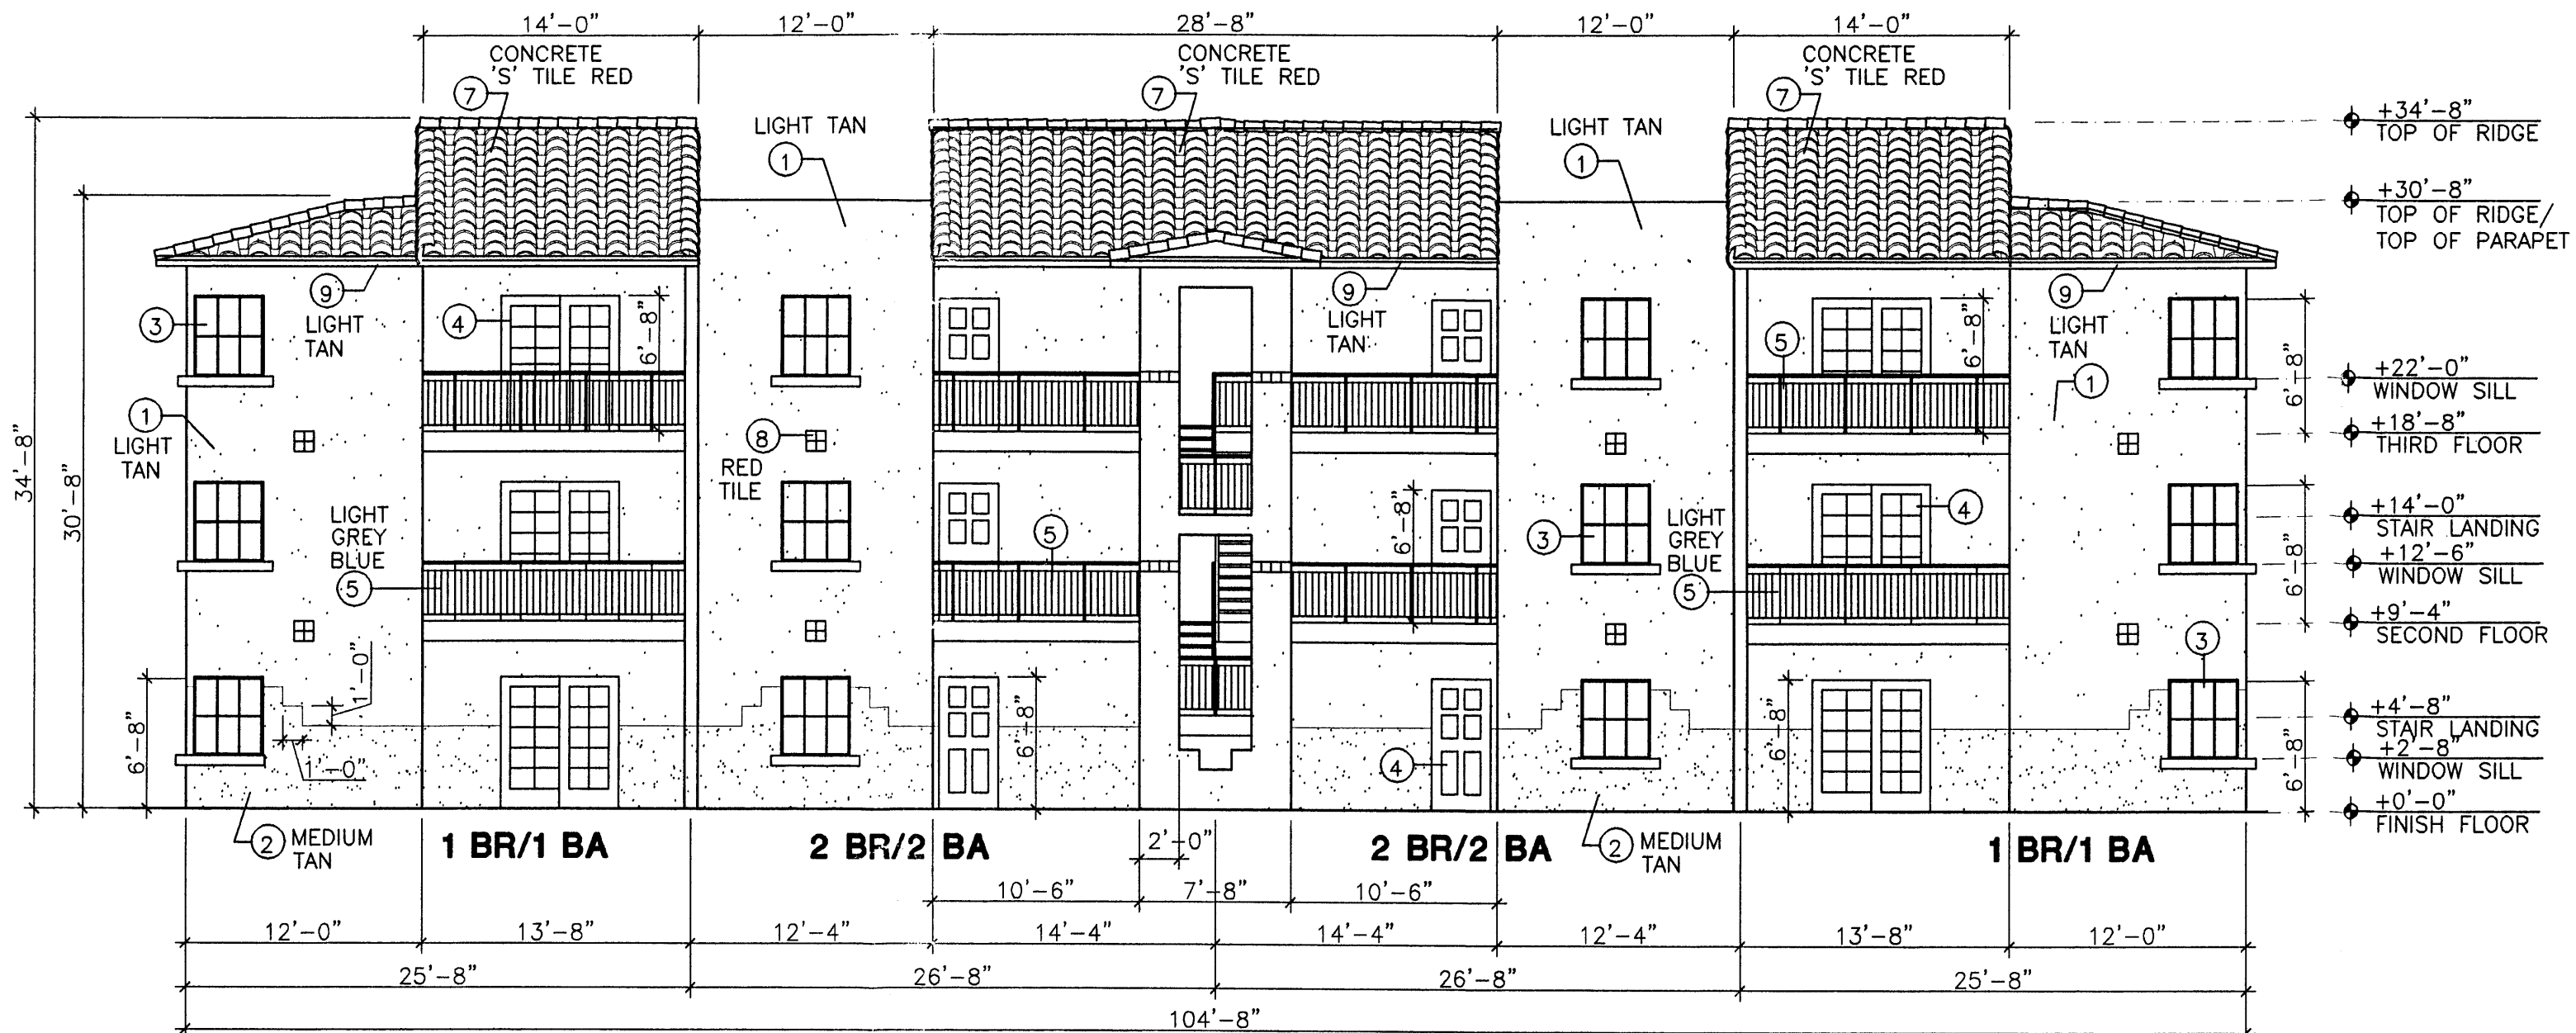 14'-0" 12'-0" 28'-8" 12'-0" 14'-0"
CONCRETE
'S' TILE RED
7
CONCRETE
'S' TILE RED
7
CONCRETE
'S' TILE RED
7
LIGHT TAN
1
LIGHT TAN
1
+34'-8"
TOP OF RIDGE
+30'-8"
TOP OF RIDGE/
TOP OF PARAPET
9
LIGHT
TAN
9
LIGHT
TAN
9
LIGHT
TAN
3
4
6'-8"
5
6'-8"
6'-8"
1
+22'-0"
WINDOW SILL
+18'-8"
THIRD FLOOR
34'-8"
30'-8"
1
LIGHT
TAN
8
RED
TILE
LIGHT
GREY
BLUE
5
5
6'-8"
3
LIGHT
GREY
BLUE
5
4
6'-8"
+14'-0"
STAIR LANDING
+12'-6"
WINDOW SILL
+9'-4"
SECOND FLOOR
3
6'-8"
1'-0"
1'-0"
6'-8"
4
6'-8"
6'-8"
+4'-8"
STAIR LANDING
+2'-8"
WINDOW SILL
+0'-0"
FINISH FLOOR
2 MEDIUM
TAN
1 BR/1 BA
2 BR/2 BA
2'-0"
2 BR/2 BA
2 MEDIUM
TAN
1 BR/1 BA
10'-6" 7'-8" 10'-6"
12'-0" 13'-8" 12'-4" 14'-4" 14'-4" 12'-4" 13'-8" 12'-0"
25'-8" 26'-8" 26'-8" 25'-8"
104'-8"